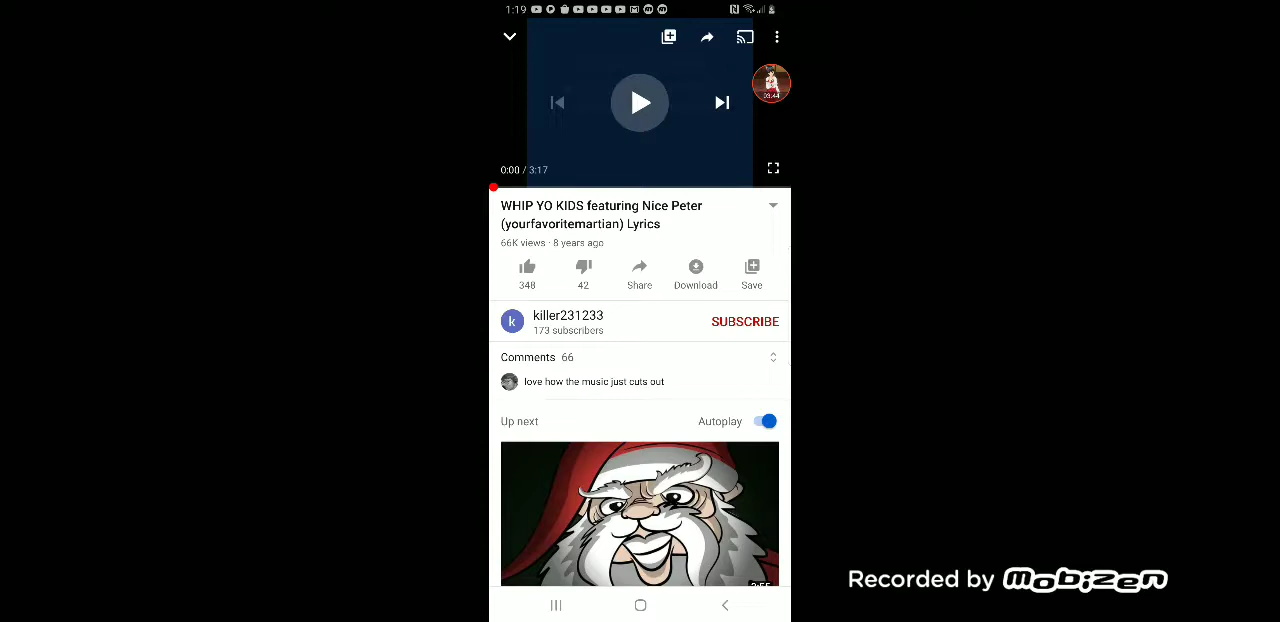 1:19
03:44
0:00 / 3:17
WHIP YO KIDS featuring Nice Peter
(yourfavoritemartian) Lyrics
66K views · 8 years ago
348
42
Share
Download
Save
k
killer231233
173 subscribers
SUBSCRIBE
Comments 66
love how the music just cuts out
Up next
Autoplay
Recorded by mobizen